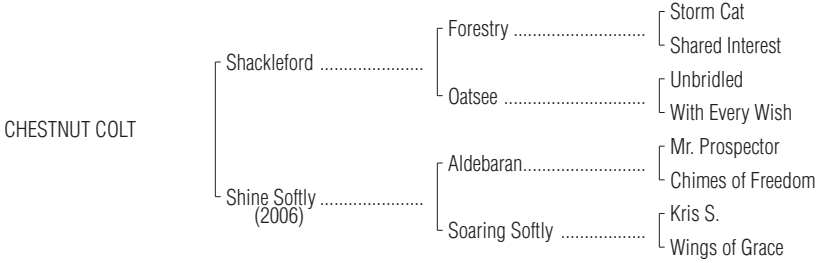 Storm Cat
Forestry ............................
Shared Interest
Shackleford ......................
Unbridled
Oatsee ..............................
With Every Wish
CHESTNUT COLT
Mr. Prospector
Aldebaran..........................
Chimes of Freedom
Shine Softly ......................
(2006)
Kris S.
Soaring Softly ..................
Wings of Grace